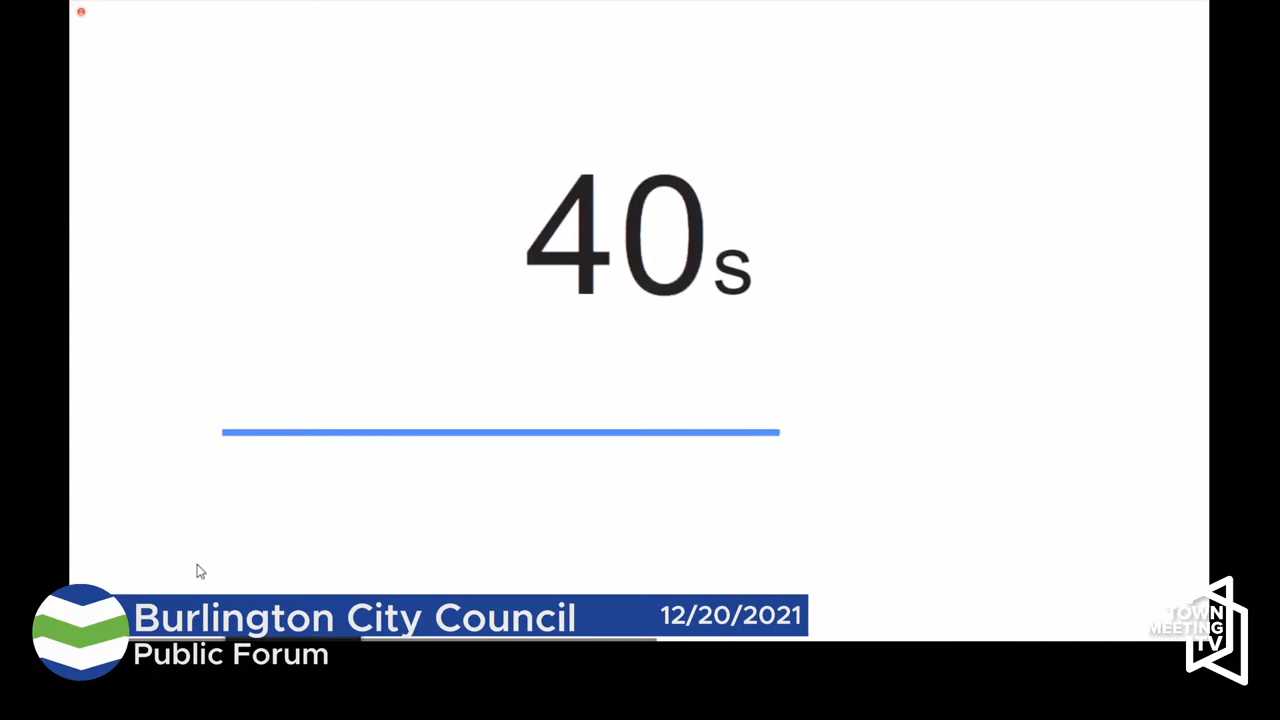 40s
Burlington City Council 12/20/2021
Public Forum
TOWN
MEETING
TV